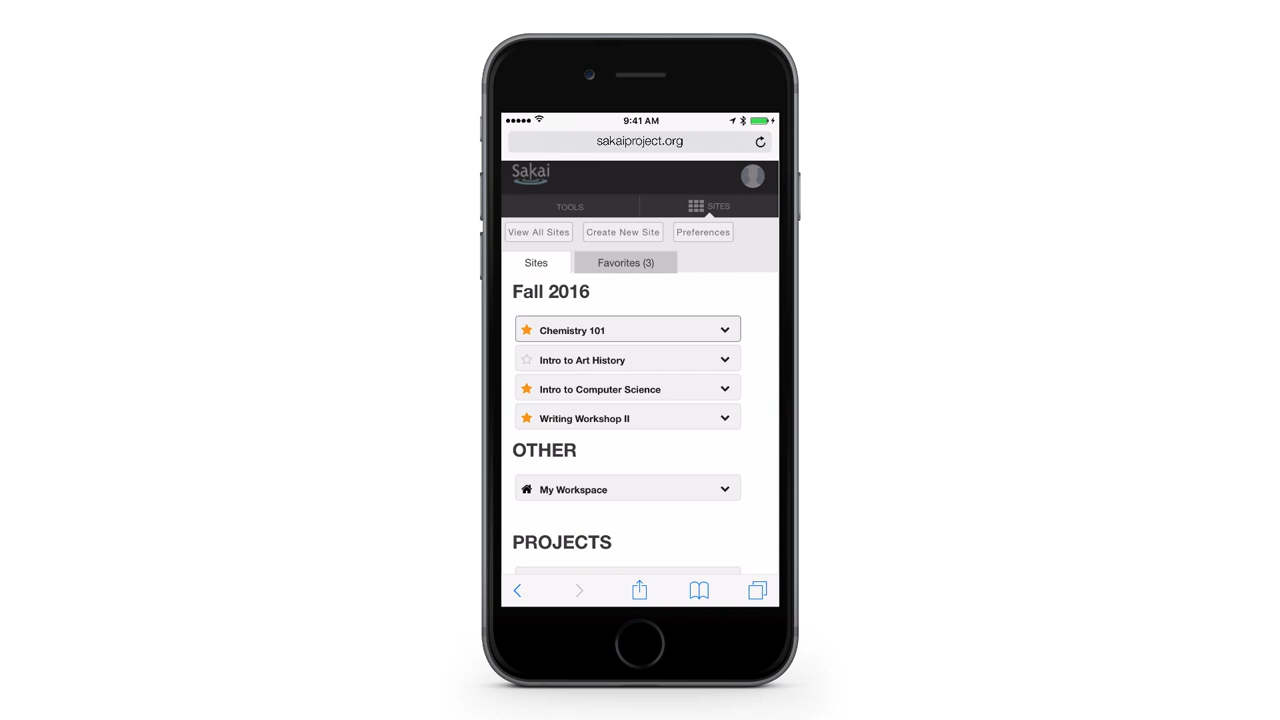 9:41 AM
sakaiproject.org
Sakai
TOOLS SITES
View All Sites Create New Site Preferences
Sites Favorites (3)
Fall 2016
Chemistry 101
Intro to Art History
Intro to Computer Science
Writing Workshop II
OTHER
My Workspace
PROJECTS